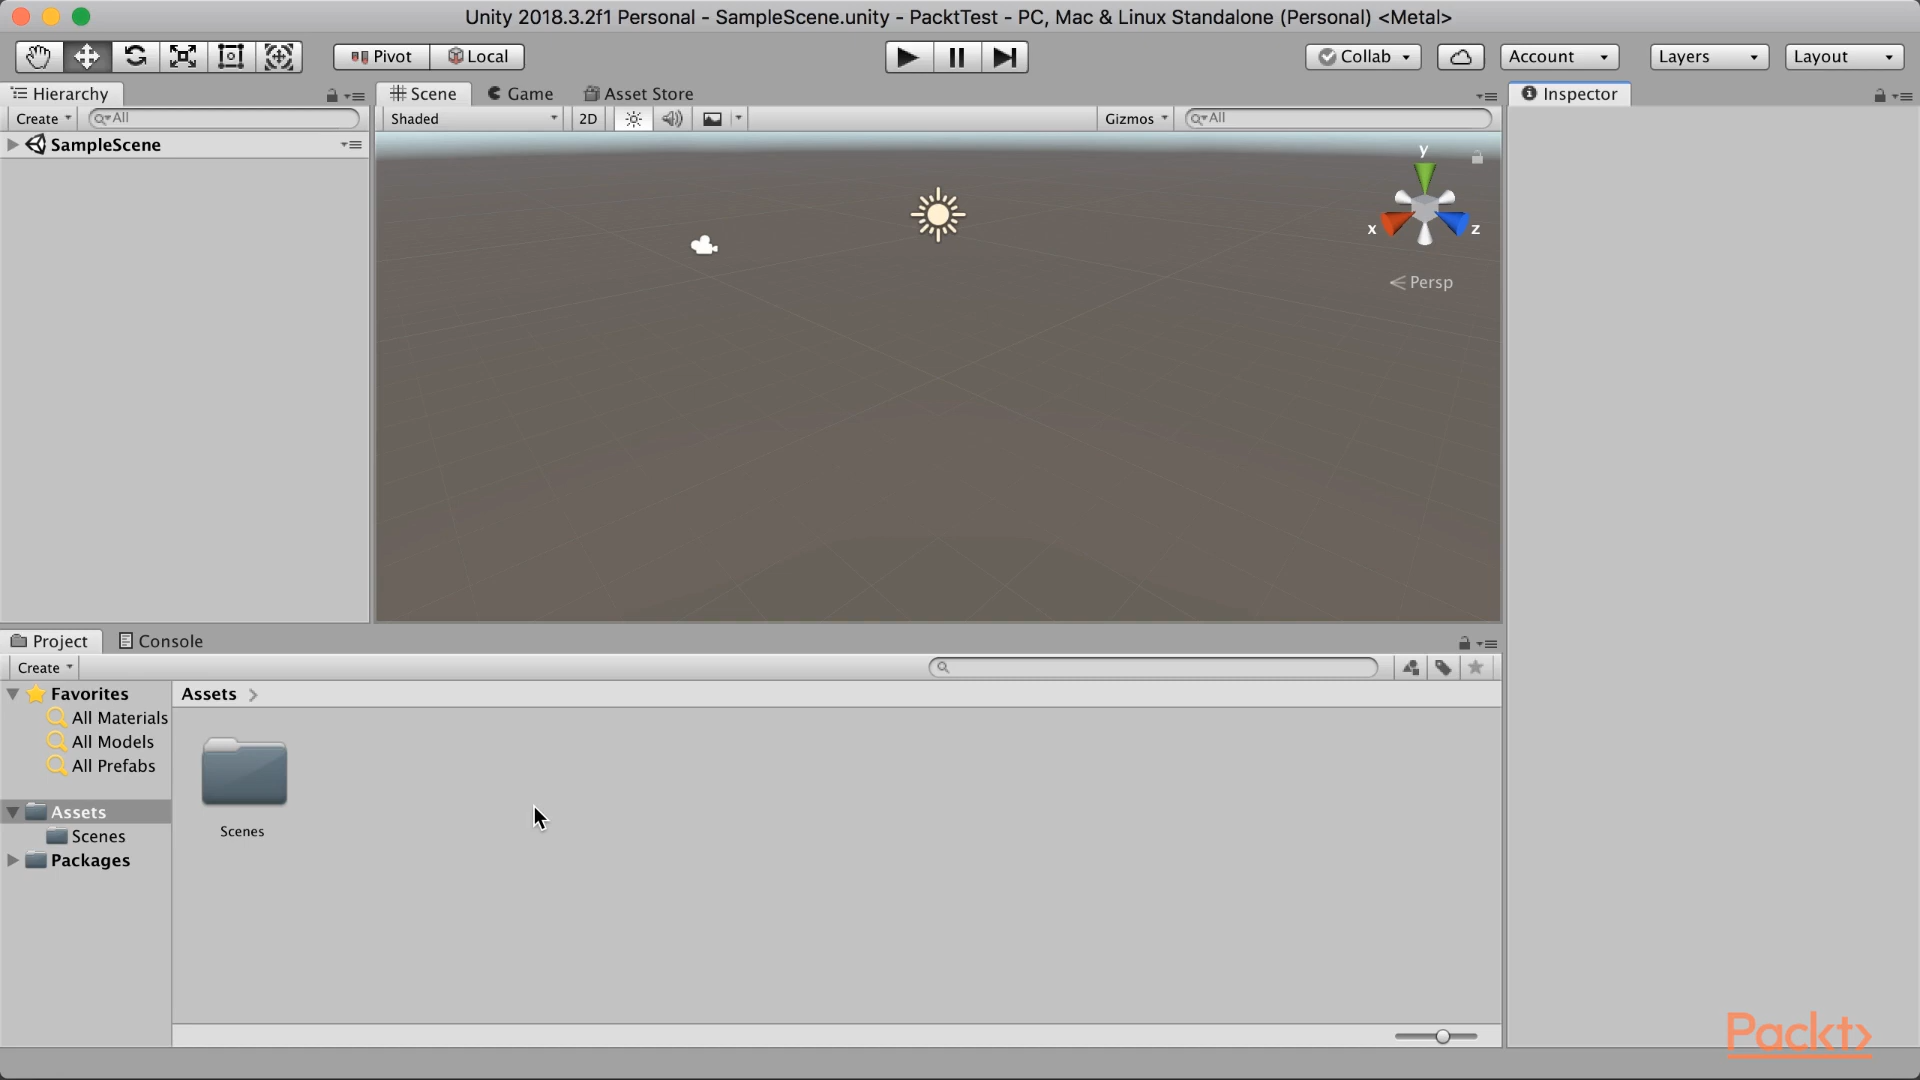 Unity 2018.3.2f1 Personal - SampleScene.unity - PacktTest - PC, Mac & Linux Standalone (Personal) <Metal>
Pivot Local Collab Account Layers Layout
Hierarchy Scene Game Asset Store Inspector
Create All Shaded 2D Gizmos All
SampleScene
y
x z
Persp
Project Console
Create
Favorites Assets
All Materials
All Models
All Prefabs
Assets
Scenes
Scenes
Packages
Packt